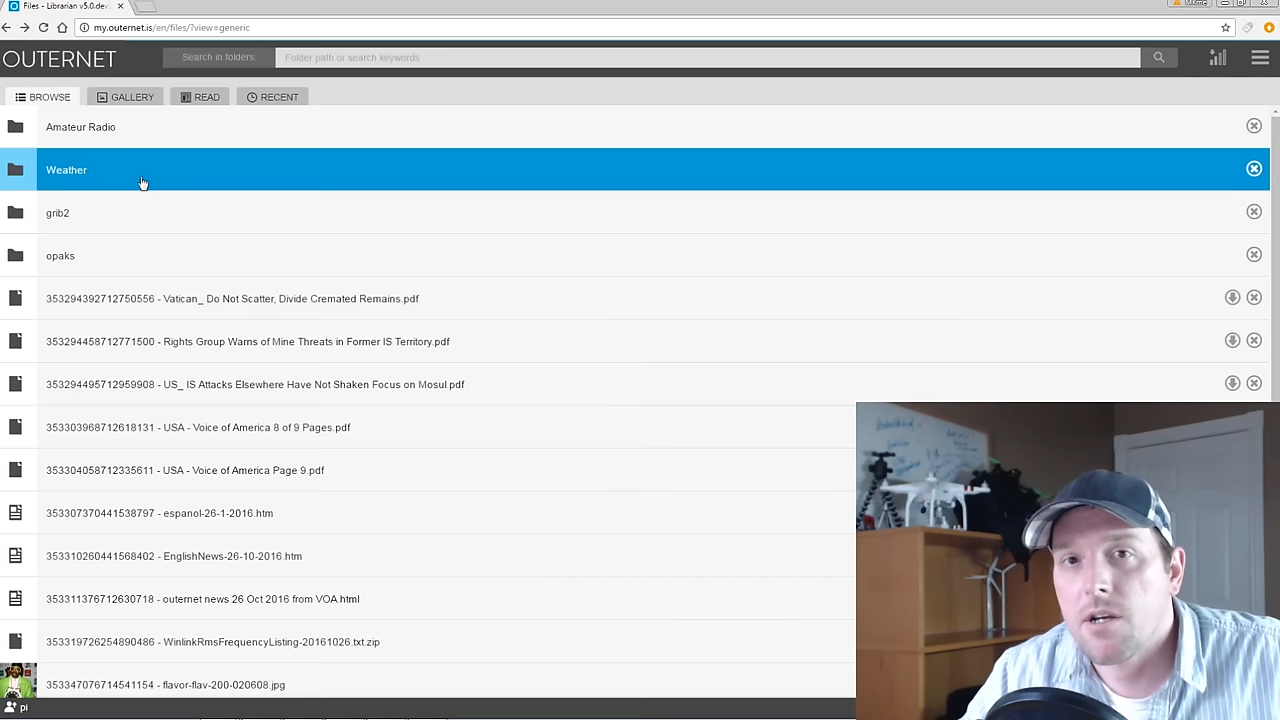 Files - Librarian v5.0.dev
my.outernet.is/en/files/?view=generic
OUTERNET
Search in folders:
Folder path or search keywords
BROWSE
GALLERY
READ
RECENT
Amateur Radio
Weather
grib2
opaks
353294392712750556 - Vatican_ Do Not Scatter, Divide Cremated Remains.pdf
353294458712771500 - Rights Group Warns of Mine Threats in Former IS Territory.pdf
353294495712959908 - US_ IS Attacks Elsewhere Have Not Shaken Focus on Mosul.pdf
353303968712618131 - USA - Voice of America 8 of 9 Pages.pdf
353304058712335611 - USA - Voice of America Page 9.pdf
353307370441538797 - espanol-26-1-2016.htm
353310260441568402 - EnglishNews-26-10-2016.htm
353311376712630718 - outernet news 26 Oct 2016 from VOA.html
353319726254890486 - WinlinkRmsFrequencyListing-20161026.txt.zip
353347076714541154 - flavor-flav-200-020608.jpg
pi